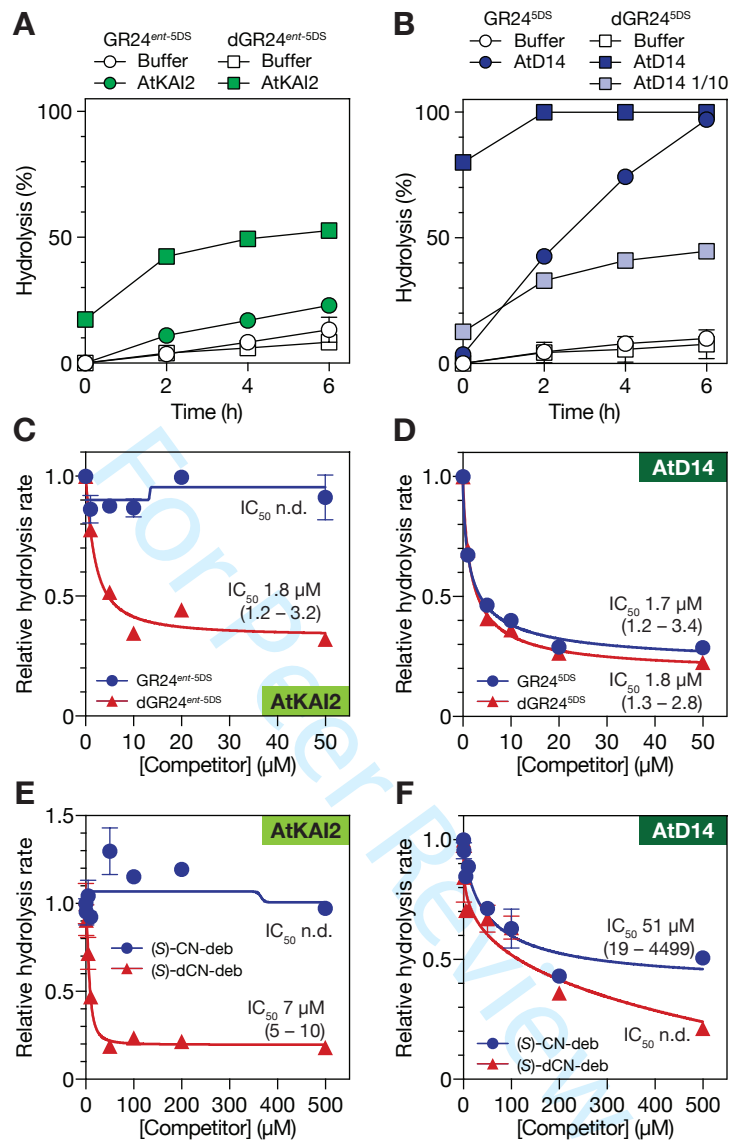 A
GR24ent-5DS dGR24ent-5DS
Buffer Buffer
AtKAI2 AtKAI2
Hydrolysis (%)
100
50
0
0 2 4 6
Time (h)
B
GR245DS dGR245DS
Buffer Buffer
AtD14 AtD14
AtD14 1/10
Hydrolysis (%)
100
50
0
0 2 4 6
Time (h)
C
Relative hydrolysis rate
1.0
0.5
0
IC50 n.d.
IC50 1.8 µM
(1.2 – 3.2)
GR24ent-5DS
dGR24ent-5DS
AtKAI2
0 10 20 30 40 50
[Competitor] (µM)
D
AtD14
Relative hydrolysis rate
1.0
0.5
0
IC50 1.7 µM
(1.2 – 3.4)
GR245DS
dGR245DS
IC50 1.8 µM
(1.3 – 2.8)
0 10 20 30 40 50
[Competitor] (µM)
E
AtKAI2
Relative hydrolysis rate
1.5
1.0
0.5
0
IC50 n.d.
(S)-CN-deb
(S)-dCN-deb
IC50 7 µM
(5 – 10)
0 100 200 300 400 500
[Competitor] (µM)
F
AtD14
Relative hydrolysis rate
1.0
0.5
0
IC50 51 µM
(19 – 4499)
IC50 n.d.
(S)-CN-deb
(S)-dCN-deb
0 100 200 300 400 500
[Competitor] (µM)
For Peer Review